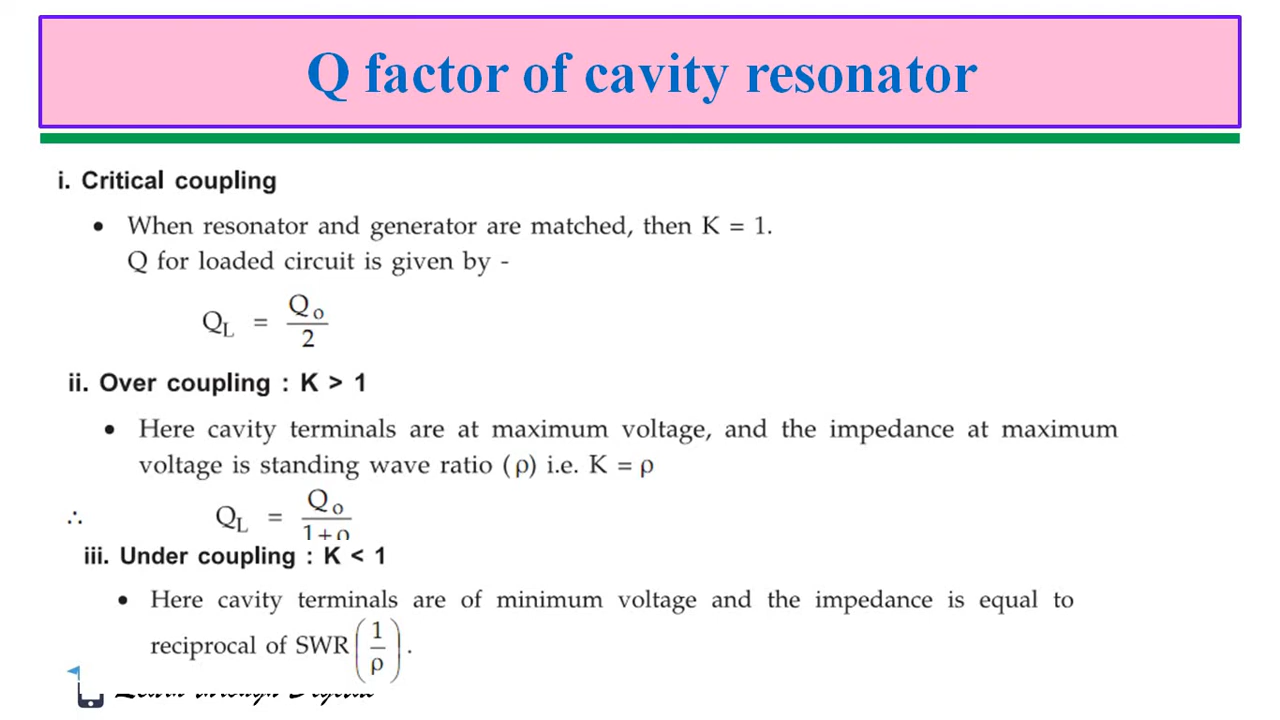 Q factor of cavity resonator
i. Critical coupling
• When resonator and generator are matched, then K = 1.
Q for loaded circuit is given by -
Q_L = Q_o / 2
ii. Over coupling : K > 1
• Here cavity terminals are at maximum voltage, and the impedance at maximum
voltage is standing wave ratio (ρ) i.e. K = ρ
∴ Q_L = Q_o / 1+ρ
iii. Under coupling : K < 1
• Here cavity terminals are of minimum voltage and the impedance is equal to
reciprocal of SWR (1/ρ).